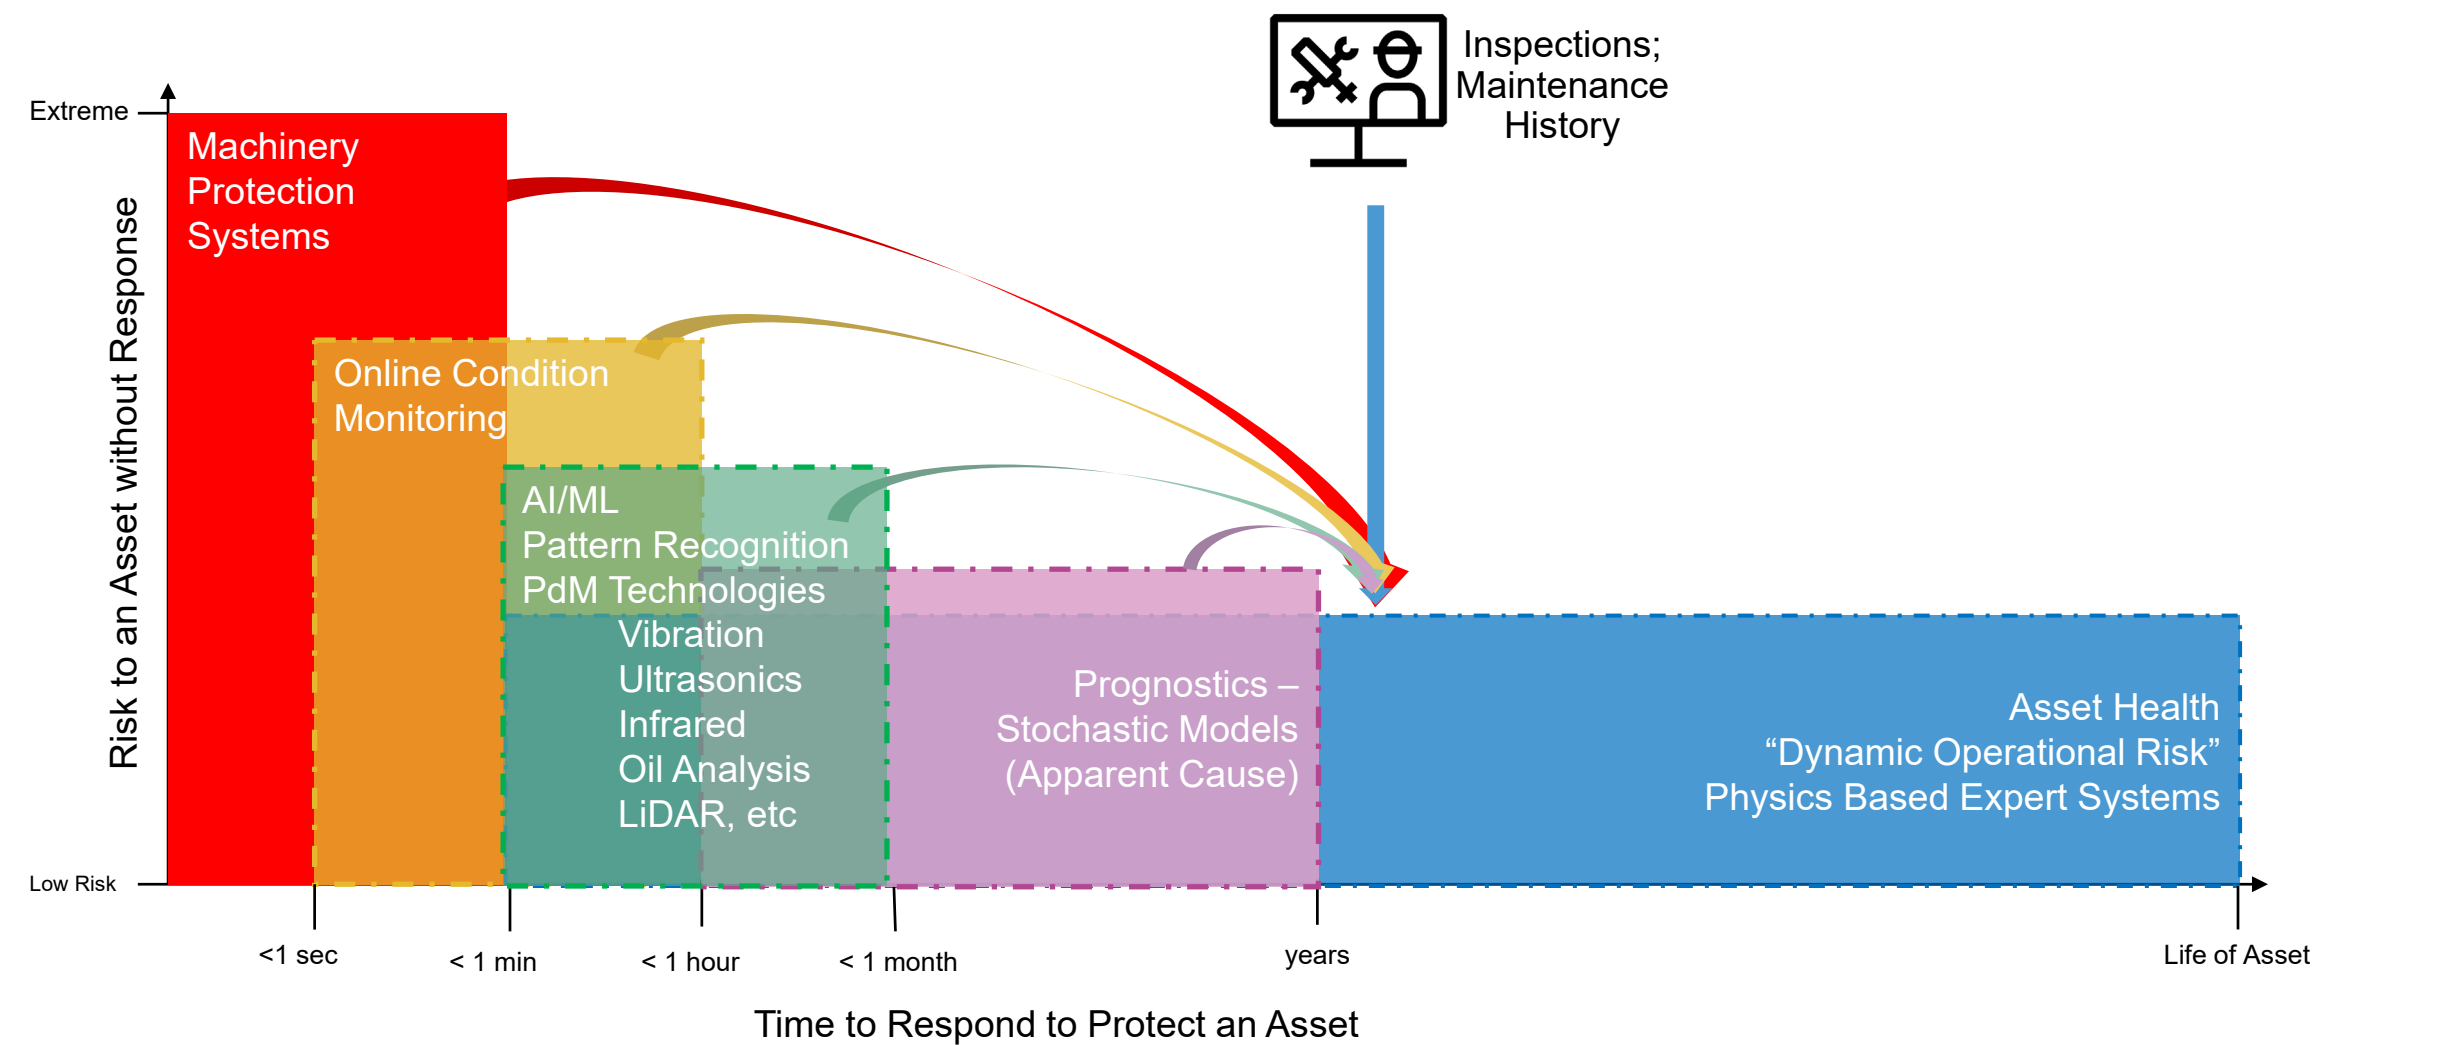 Inspections;
Maintenance
History
Extreme
Machinery
Protection
Systems
Risk to an Asset without Response
Online Condition
Monitoring
AI/ML
Pattern Recognition
PdM Technologies
Vibration
Ultrasonics
Infrared
Oil Analysis
LiDAR, etc
Prognostics –
Stochastic Models
(Apparent Cause)
Asset Health
“Dynamic Operational Risk”
Physics Based Expert Systems
Low Risk
<1 sec
< 1 min
< 1 hour
< 1 month
years
Life of Asset
Time to Respond to Protect an Asset